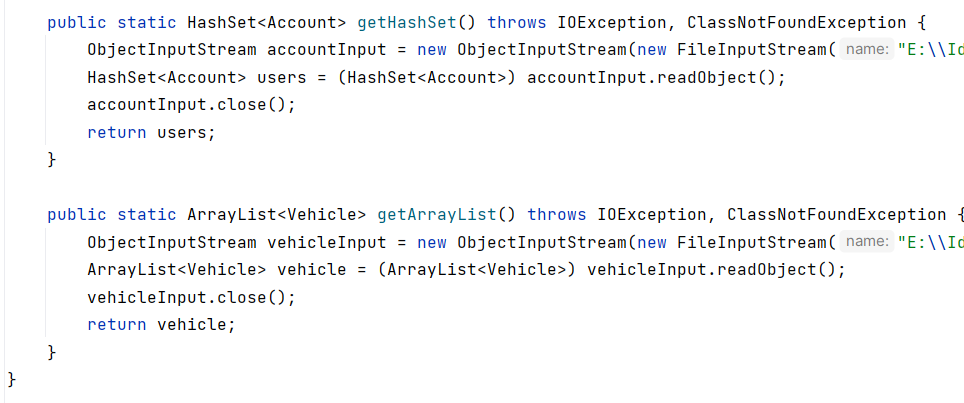 public static HashSet<Account> getHashSet() throws IOException, ClassNotFoundException {
ObjectInputStream accountInput = new ObjectInputStream(new FileInputStream( name: "E:\\Id
HashSet<Account> users = (HashSet<Account>) accountInput.readObject();
accountInput.close();
return users;
}
public static ArrayList<Vehicle> getArrayList() throws IOException, ClassNotFoundException {
ObjectInputStream vehicleInput = new ObjectInputStream(new FileInputStream( name: "E:\\Id
ArrayList<Vehicle> vehicle = (ArrayList<Vehicle>) vehicleInput.readObject();
vehicleInput.close();
return vehicle;
}
}